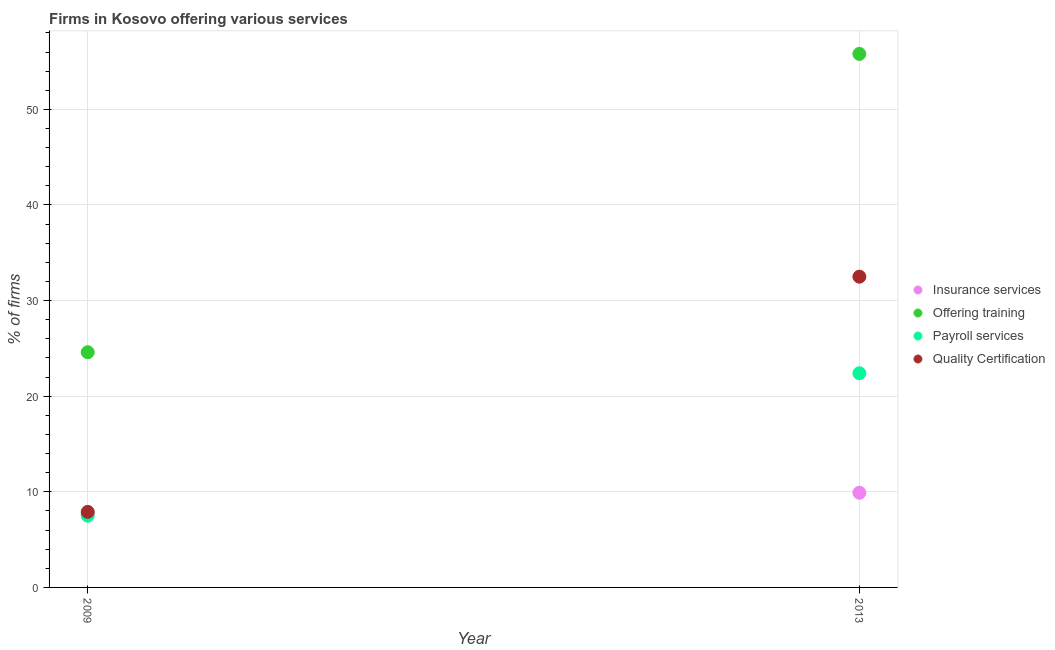 Firms in Kosovo offering various services
% of firms
50
40
30
20
10
0
2009
2013
Year
Insurance services
Offering training
Payroll services
Quality Certification